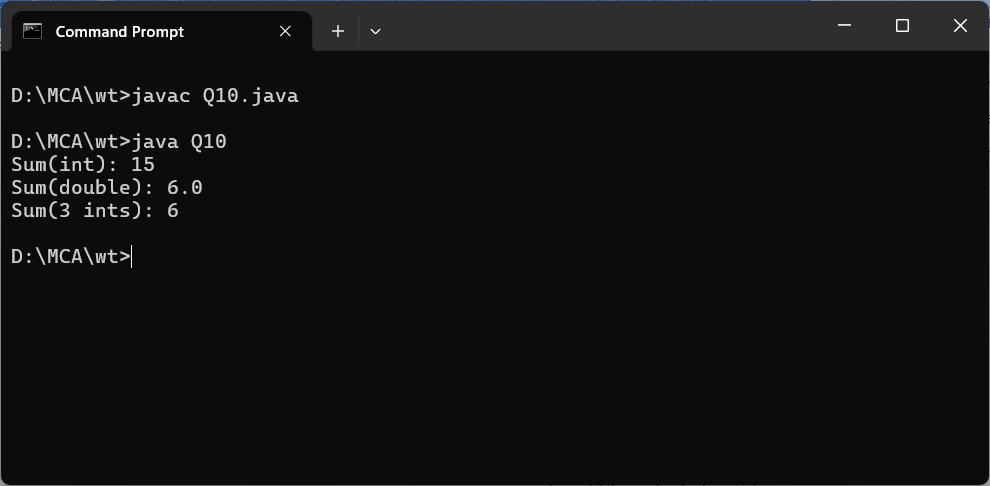 Command Prompt
D:\MCA\wt>javac Q10.java
D:\MCA\wt>java Q10
Sum(int): 15
Sum(double): 6.0
Sum(3 ints): 6
D:\MCA\wt>